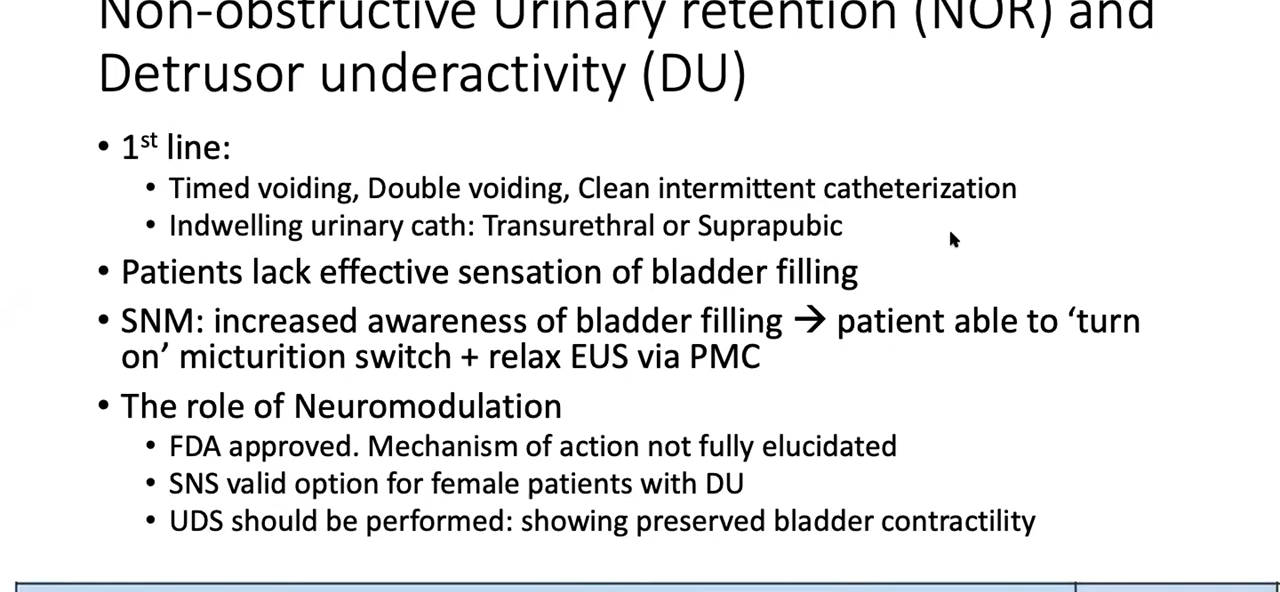 Non-obstructive Urinary retention (NOR) and
Detrusor underactivity (DU)
• 1st line:
• Timed voiding, Double voiding, Clean intermittent catheterization
• Indwelling urinary cath: Transurethral or Suprapubic
• Patients lack effective sensation of bladder filling
• SNM: increased awareness of bladder filling → patient able to ‘turn
on’ micturition switch + relax EUS via PMC
• The role of Neuromodulation
• FDA approved. Mechanism of action not fully elucidated
• SNS valid option for female patients with DU
• UDS should be performed: showing preserved bladder contractility